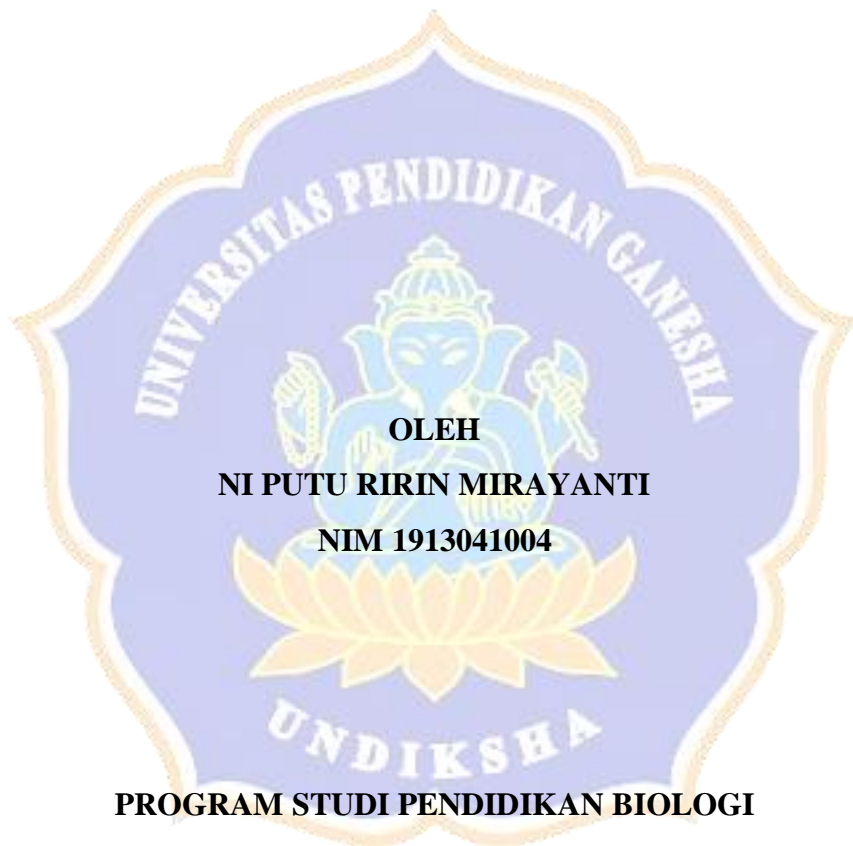 UNIVERSITAS PENDIDIKAN GANESHA
OLEH
NI PUTU RIRIN MIRAYANTI
NIM 1913041004
UNDIKSHA
PROGRAM STUDI PENDIDIKAN BIOLOGI